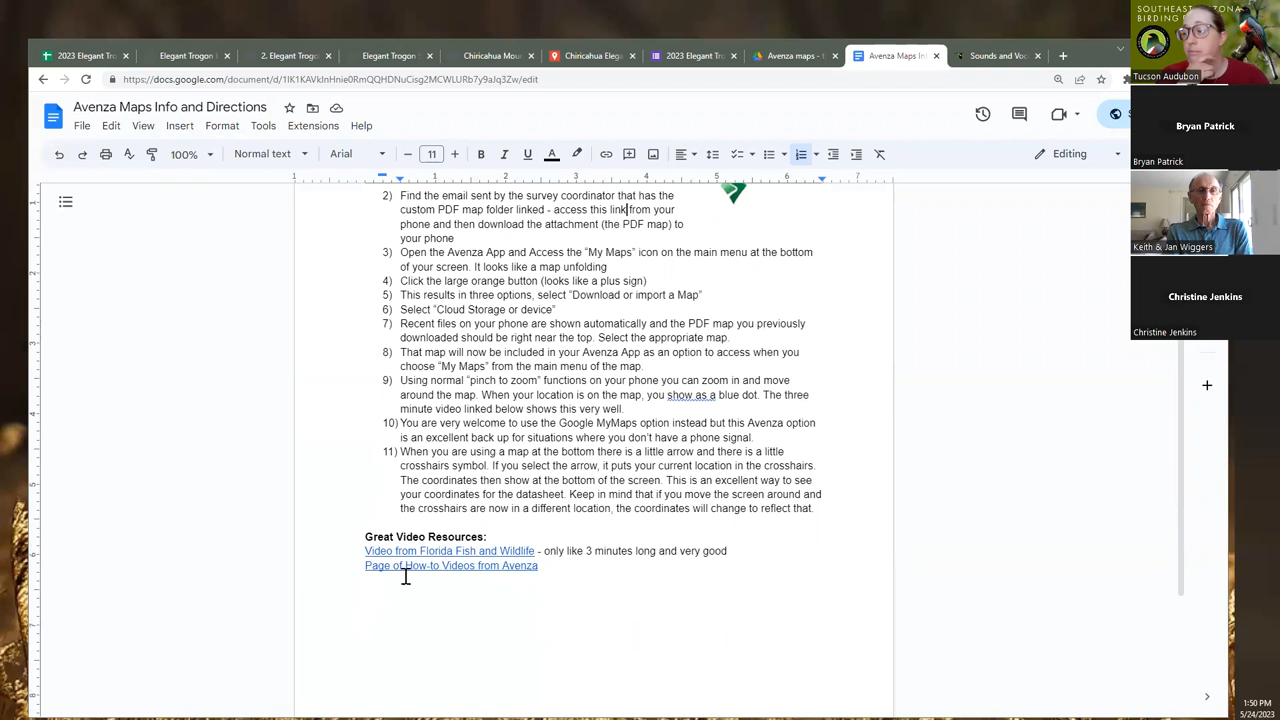 SOUTHEAST ARIZONA
BIRDING
Tucson Audubon
Bryan Patrick
Bryan Patrick
Keith & Jan Wiggers
Christine Jenkins
Christine Jenkins
2023 Elegant Tro
Elegant Trogon
2. Elegant Trogon
Elegant Trogon
Chiricahua Mou
Chiricahua Eleg
2023 Elegant Tro
Avenza maps - t
Avenza Maps In
Sounds and Voc
https://docs.google.com/document/d/1IK1KAVkInHnie0RmQQHDNuCisg2MCWLURb7y9aJq3Zw/edit
Avenza Maps Info and Directions
File Edit View Insert Format Tools Extensions Help
100% Normal text Arial 11 Editing
1 1 2 3 4 5 6 7
2) Find the email sent by the survey coordinator that has the
custom PDF map folder linked - access this link from your
phone and then download the attachment (the PDF map) to
your phone
3) Open the Avenza App and Access the “My Maps” icon on the main menu at the bottom
of your screen. It looks like a map unfolding
4) Click the large orange button (looks like a plus sign)
5) This results in three options, select “Download or import a Map”
6) Select “Cloud Storage or device”
7) Recent files on your phone are shown automatically and the PDF map you previously
downloaded should be right near the top. Select the appropriate map.
8) That map will now be included in your Avenza App as an option to access when you
choose “My Maps” from the main menu of the map.
9) Using normal “pinch to zoom” functions on your phone you can zoom in and move
around the map. When your location is on the map, you show as a blue dot. The three
minute video linked below shows this very well.
10) You are very welcome to use the Google MyMaps option instead but this Avenza option
is an excellent back up for situations where you don’t have a phone signal.
11) When you are using a map at the bottom there is a little arrow and there is a little
crosshairs symbol. If you select the arrow, it puts your current location in the crosshairs.
The coordinates then show at the bottom of the screen. This is an excellent way to see
your coordinates for the datasheet. Keep in mind that if you move the screen around and
the crosshairs are now in a different location, the coordinates will change to reflect that.
Great Video Resources:
Video from Florida Fish and Wildlife - only like 3 minutes long and very good
Page of How-to Videos from Avenza
1:50 PM
5/24/2023